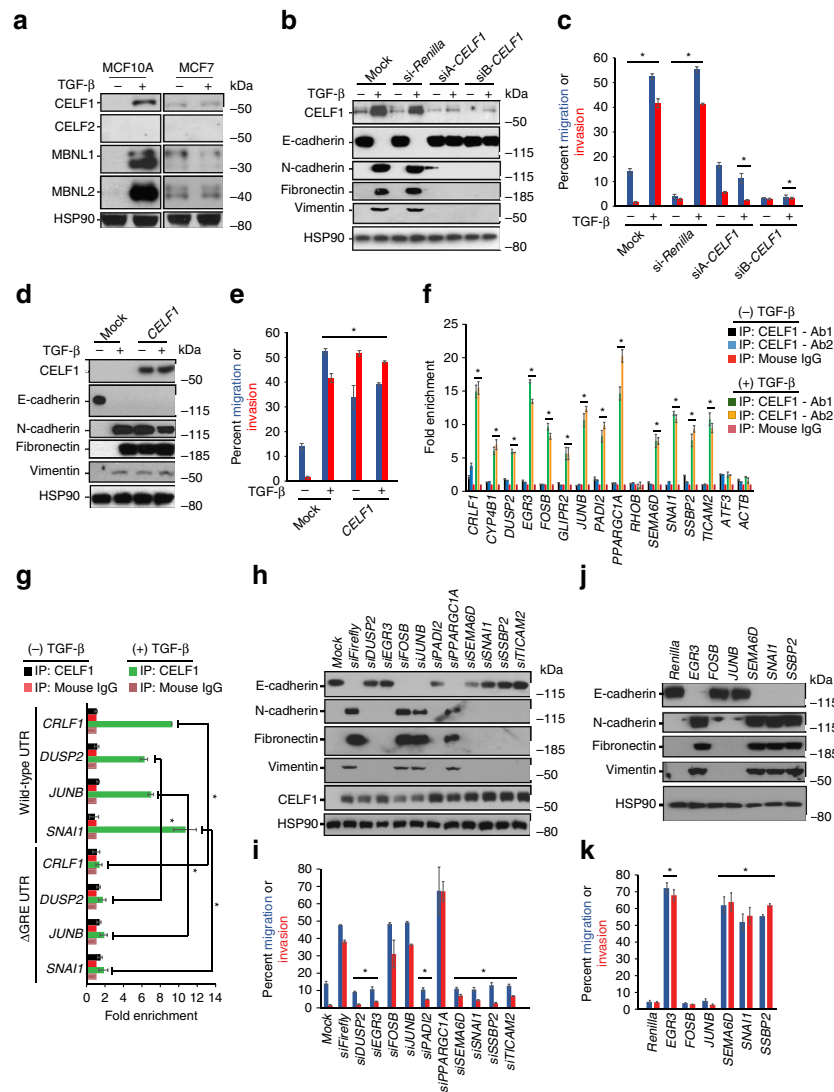 a
MCF10A MCF7
TGF-β − + − + kDa
CELF1
–50
CELF2
–50
MBNL1
–30
MBNL2
–40
HSP90
–80
b
Mock si-Renilla siA-CELF1 siB-CELF1
TGF-β − + − + − + − + kDa
CELF1
–50
E-cadherin
–115
N-cadherin
–115
Fibronectin
–185
Vimentin
–50
HSP90
–80
c
Percent migration or
invasion
60
50
40
30
20
10
0
* * * *
TGF-β − + − + − + − +
Mock si-Renilla siA-CELF1 siB-CELF1
d
Mock CELF1
TGF-β − + − + kDa
CELF1
–50
E-cadherin
–115
N-cadherin
–115
Fibronectin
–185
Vimentin
–50
HSP90
–80
e
Percent migration or
invasion
60
50
40
30
20
10
0
*
TGF-β − + − +
Mock CELF1
f
Fold enrichment
25
20
15
10
5
0
* * * * * * * * * * * * *
CRLF1 CYP4B1 DUSP2 EGR3 FOSB GLIPR2 JUNB PADI2 PPARGC1A RHOB SEMA6D SNAI1 SSBP2 TICAM2 ATF3 ACTB
(−) TGF-β
IP: CELF1 - Ab1
IP: CELF1 - Ab2
IP: Mouse IgG
(+) TGF-β
IP: CELF1 - Ab1
IP: CELF1 - Ab2
IP: Mouse IgG
g
(−) TGF-β (+) TGF-β
IP: CELF1 IP: CELF1
IP: Mouse IgG IP: Mouse IgG
Wild-type UTR
CRLF1
DUSP2
JUNB
SNAI1
ΔGRE UTR
CRLF1
DUSP2
JUNB
SNAI1
* * * *
0 2 4 6 8 10 12 14
Fold enrichment
h
Mock siFirefly siDUSP2 siEGR3 siFOSB siJUNB siPADI2 siPPARGC1A siSEMA6D siSNAI1 siSSBP2 siTICAM2
kDa
E-cadherin
–115
N-cadherin
–115
Fibronectin
–185
Vimentin
–50
CELF1
–50
HSP90
–80
i
Percent migration or
invasion
80
70
60
50
40
30
20
10
0
* * *
Mock siFirefly siDUSP2 siEGR3 siFOSB siJUNB siPADI2 siPPARGC1A siSEMA6D siSNAI1 siSSBP2 siTICAM2
j
Renilla EGR3 FOSB JUNB SEMA6D SNAI1 SSBP2
kDa
E-cadherin
–115
N-cadherin
–115
Fibronectin
–185
Vimentin
–50
HSP90
–80
k
Percent migration or
invasion
80
70
60
50
40
30
20
10
0
* *
Renilla EGR3 FOSB JUNB SEMA6D SNAI1 SSBP2